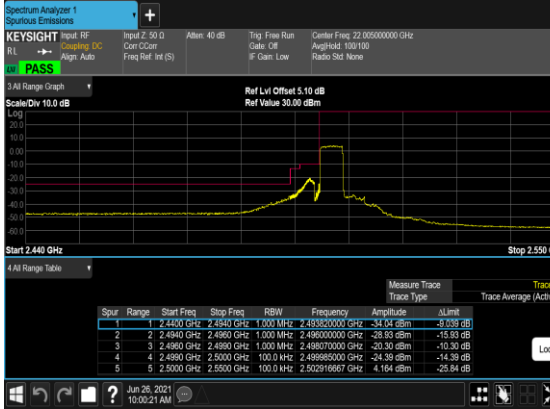 Spectrum Analyzer 1
Spurious Emissions
+
KEYSIGHT Input: RF Input Z: 50 Ω Atten: 40 dB Trig: Free Run Center Freq: 22.005000000 GHz
RL Coupling: DC Corr CCorr Gate: Off Avg|Hold: 100/100
Align: Auto Freq Ref: Int (S) IF Gain: Low Radio Std: None
PASS
3 All Range Graph
Ref Lvl Offset 5.10 dB
Scale/Div 10.0 dB Ref Value 30.00 dBm
Log
20.0
10.0
0.00
-10.0
-20.0
-30.0
-40.0
-50.0
-60.0
Start 2.440 GHz Stop 2.550
4 All Range Table
Measure Trace Trace
Trace Type Trace Average (Acti
Spur Range Start Freq Stop Freq RBW Frequency Amplitude ΔLimit
1 1 2.4400 GHz 2.4940 GHz 1.000 MHz 2.493820000 GHz -34.04 dBm -9.039 dB
2 2 2.4940 GHz 2.4960 GHz 1.000 MHz 2.496000000 GHz -28.93 dBm -15.93 dB
3 3 2.4960 GHz 2.4990 GHz 1.000 MHz 2.498079000 GHz -20.30 dBm -10.30 dB
4 4 2.4990 GHz 2.5000 GHz 100.0 kHz 2.499985000 GHz -24.39 dBm -14.39 dB
5 5 2.5000 GHz 2.5500 GHz 100.0 kHz 2.502916667 GHz 4.164 dBm -25.84 dB
Loc
?
Jun 26, 2021
10:00:21 AM